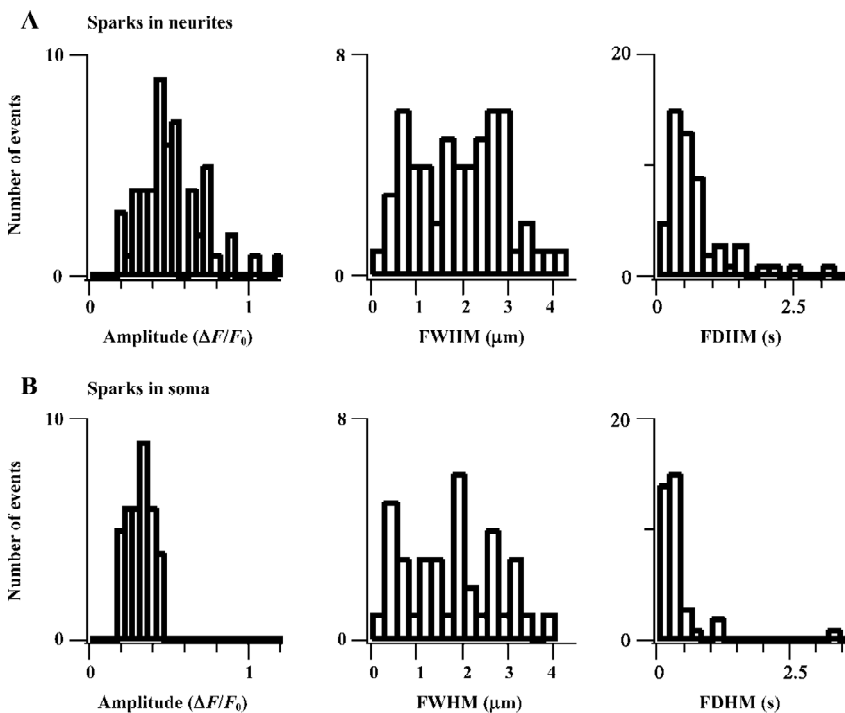 A Sparks in neurites
Number of events
10
0
0 1
Amplitude (ΔF/F₀)
8
0
0 1 2 3 4
FWHM (μm)
20
0
0 2.5
FDHM (s)
B Sparks in soma
Number of events
10
0
0 1
Amplitude (ΔF/F₀)
8
0
0 1 2 3 4
FWHM (μm)
20
0
0 2.5
FDHM (s)